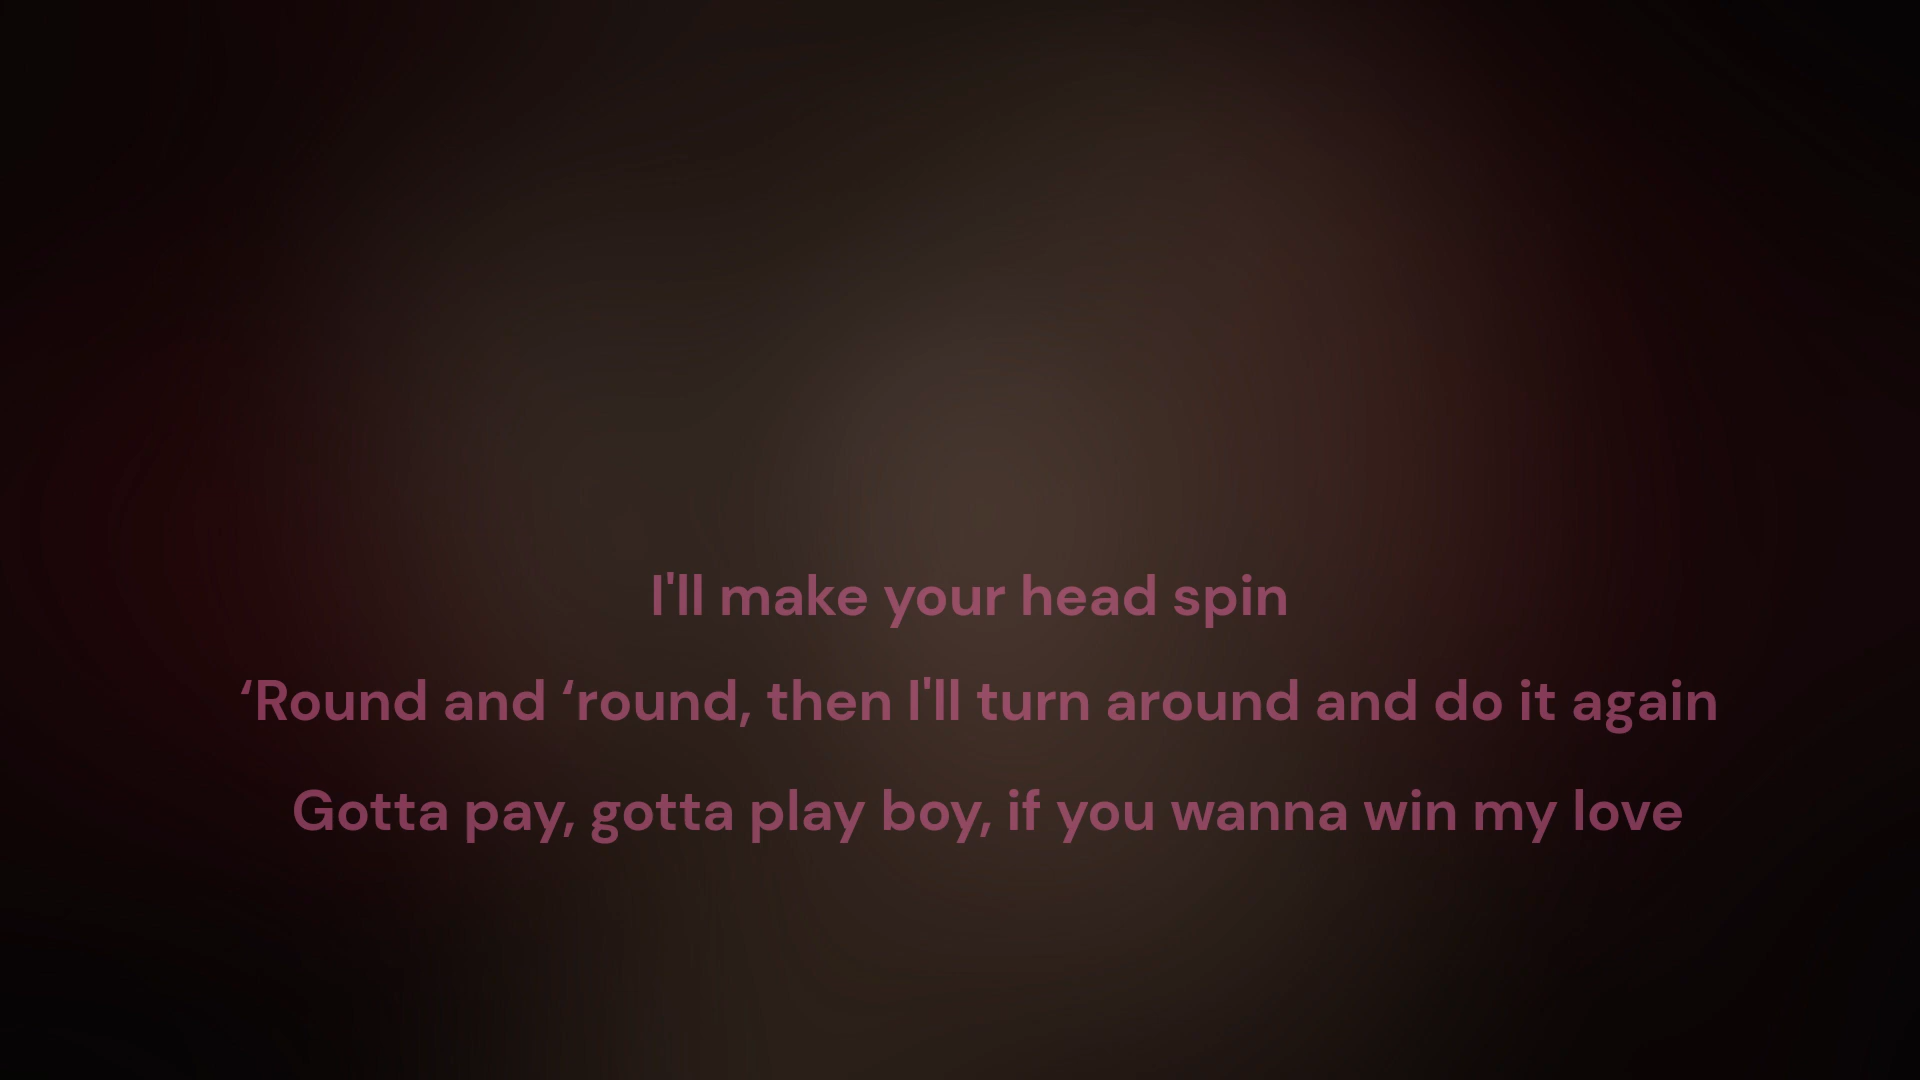 I'll make your head spin
‘Round and ‘round, then I'll turn around and do it again
Gotta pay, gotta play boy, if you wanna win my love